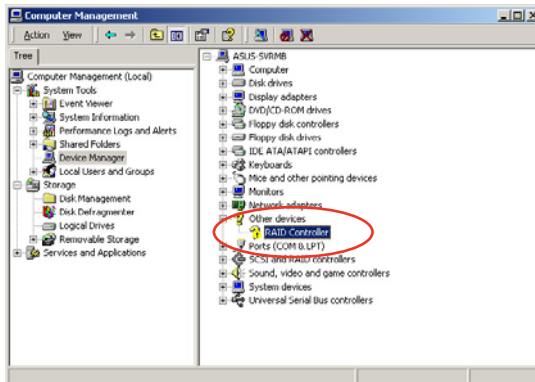 Computer Management
Action View
Tree
Computer Management (Local)
System Tools
Event Viewer
System Information
Performance Logs and Alerts
Shared Folders
Device Manager
Local Users and Groups
Storage
Disk Management
Disk Defragmenter
Logical Drives
Removable Storage
Services and Applications
ASUS-SVRMB
Computer
Disk drives
Display adapters
DVD/CD-ROM drives
Floppy disk controllers
Floppy disk drives
IDE ATA/ATAPI controllers
Keyboards
Mice and other pointing devices
Monitors
Network adapters
Other devices
RAID Controller
Ports (COM & LPT)
SCSI and RAID controllers
Sound, video and game controllers
System devices
Universal Serial Bus controllers